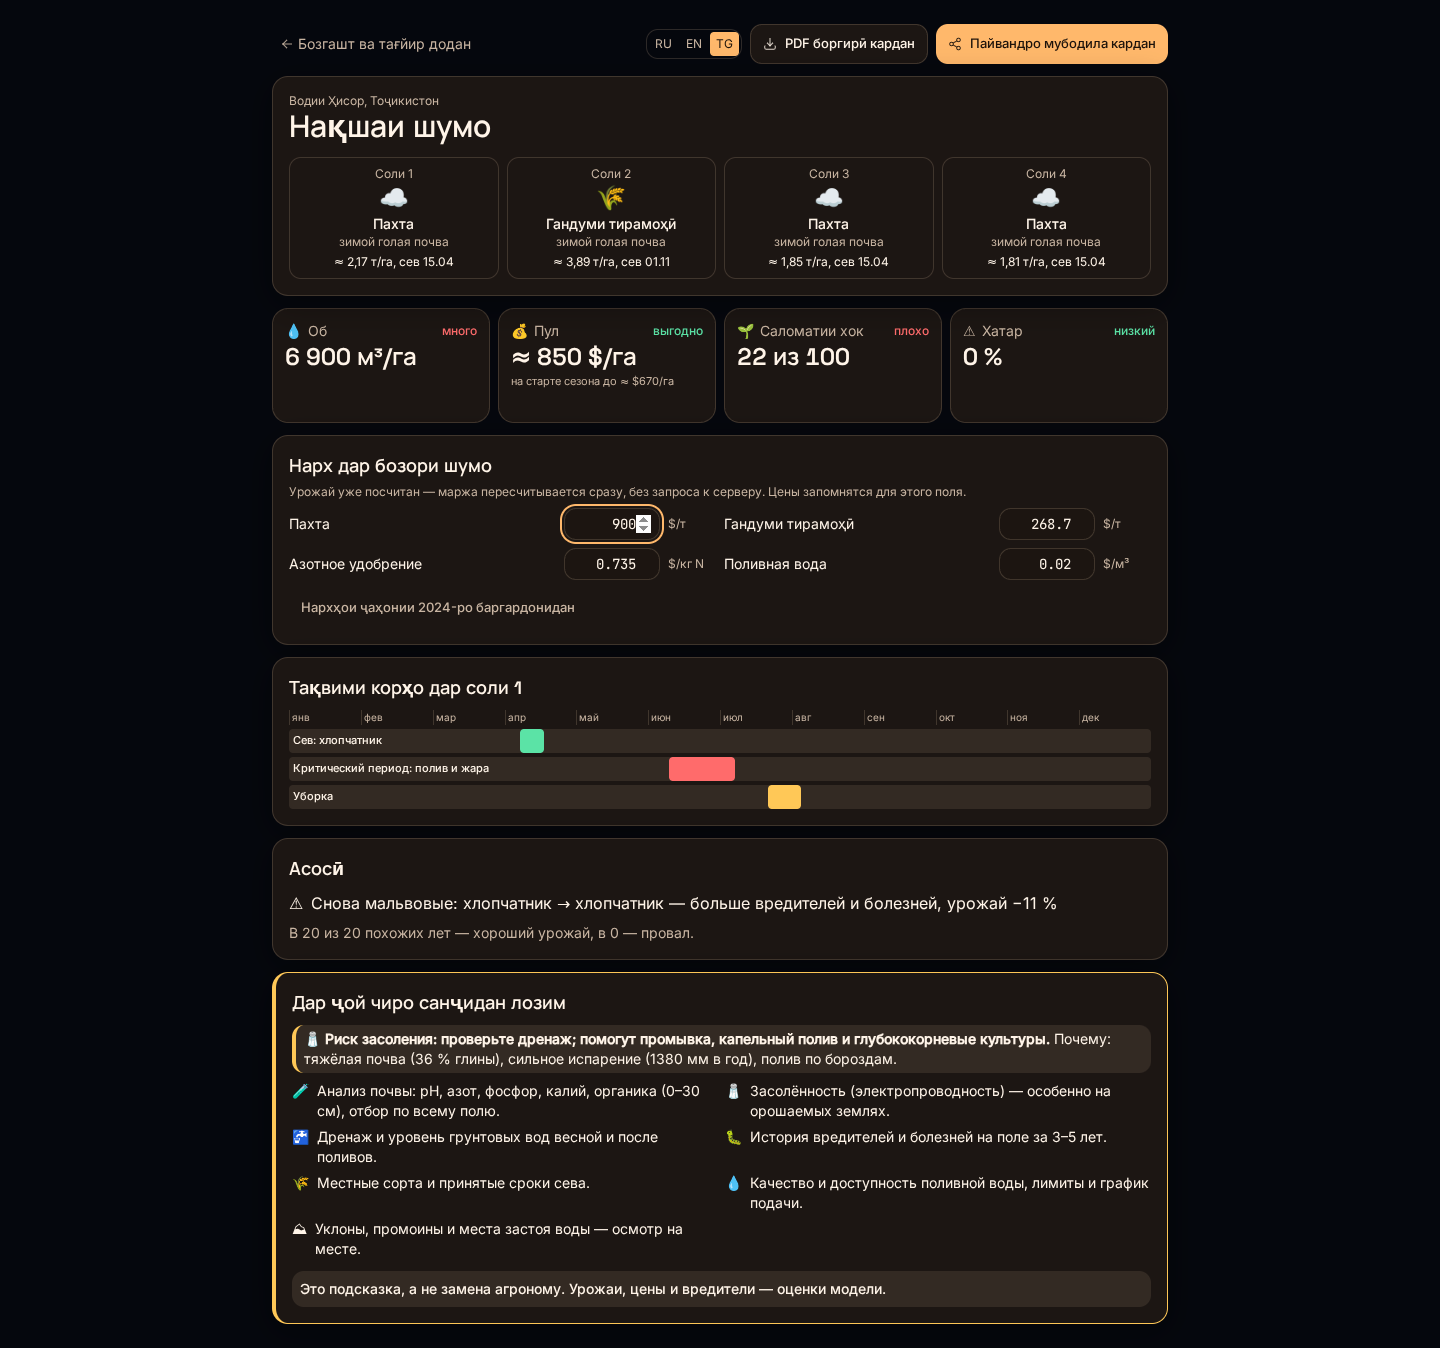 ← Бозгашт ва тағйир додан
RU EN TG
PDF боргирӣ кардан
Пайвандро мубодила кардан
Водии Ҳисор, Тоҷикистон
Нақшаи шумо
Соли 1
Пахта
зимой голая почва
≈ 2,17 т/га, сев 15.04
Соли 2
Гандуми тирамоҳӣ
зимой голая почва
≈ 3,89 т/га, сев 01.11
Соли 3
Пахта
зимой голая почва
≈ 1,85 т/га, сев 15.04
Соли 4
Пахта
зимой голая почва
≈ 1,81 т/га, сев 15.04
Об много
6 900 м³/га
Пул выгодно
≈ 850 $/га
на старте сезона до ≈ $670/га
Саломатии хок плохо
22 из 100
Хатар низкий
0 %
Нарх дар бозори шумо
Урожай уже посчитан — маржа пересчитывается сразу, без запроса к серверу. Цены запомнятся для этого поля.
Пахта 900 $/т
Гандуми тирамоҳӣ 268.7 $/т
Азотное удобрение 0.735 $/кг N
Поливная вода 0.02 $/м³
Нархҳои ҷаҳонии 2024-ро баргардонидан
Тақвими корҳо дар соли 1
янв фев мар апр май июн июл авг сен окт ноя дек
Сев: хлопчатник
Критический период: полив и жара
Уборка
Асосӣ
⚠ Снова мальвовые: хлопчатник → хлопчатник — больше вредителей и болезней, урожай −11 %
В 20 из 20 похожих лет — хороший урожай, в 0 — провал.
Дар ҷой чиро санҷидан лозим
Риск засоления: проверьте дренаж; помогут промывка, капельный полив и глубококорневые культуры. Почему:
тяжёлая почва (36 % глины), сильное испарение (1380 мм в год), полив по бороздам.
Анализ почвы: pH, азот, фосфор, калий, органика (0–30
см), отбор по всему полю.
Засолённость (электропроводность) — особенно на
орошаемых землях.
Дренаж и уровень грунтовых вод весной и после
поливов.
История вредителей и болезней на поле за 3–5 лет.
Местные сорта и принятые сроки сева.
Качество и доступность поливной воды, лимиты и график
подачи.
Уклоны, промоины и места застоя воды — осмотр на
месте.
Это подсказка, а не замена агроному. Урожаи, цены и вредители — оценки модели.